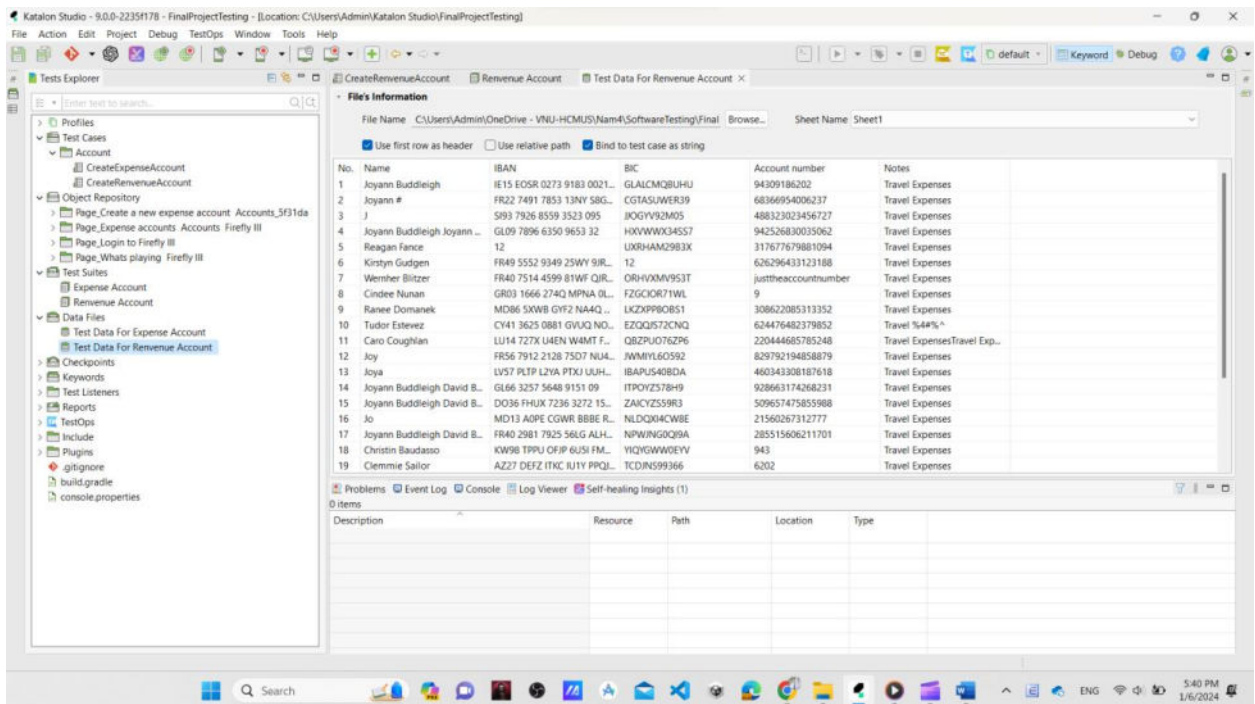 Katalon Studio - 9.0.0-2235f178 - FinalProjectTesting - [Location: C:\Users\Admin\Katalon Studio\FinalProjectTesting]
File Action Edit Project Debug TestOps Window Tools Help
default Keyword Debug
Tests Explorer
Enter text to search...
Profiles
Test Cases
Account
CreateExpenseAccount
CreateRenvenueAccount
Object Repository
Page_Create a new expense account Accounts_5f31da
Page_Expense accounts Accounts Firefly III
Page_Login to Firefly III
Page_Whats playing Firefly III
Test Suites
Expense Account
Renvenue Account
Data Files
Test Data For Expense Account
Test Data For Renvenue Account
Checkpoints
Keywords
Test Listeners
Reports
TestOps
Include
Plugins
.gitignore
build.gradle
console.properties
CreateRenvenueAccount Renvenue Account Test Data For Renvenue Account
File's Information
File Name C:\Users\Admin\OneDrive - VNU-HCMUS\Nam4\SoftwareTesting\Final Browse... Sheet Name Sheet1
Use first row as header Use relative path Bind to test case as string
No. Name IBAN BIC Account number Notes
1 Joyann Buddleigh IE15 EOSR 0273 9183 0021... GLALCMQBUHU 94309186202 Travel Expenses
2 Joyann # FR22 7491 7853 13NY S8G... CGTASUWER39 68366954006237 Travel Expenses
3 J SI93 7926 8559 3523 095 JJOGYV92M05 488323023456727 Travel Expenses
4 Joyann Buddleigh Joyann ... GL09 7896 6350 9653 32 HXVWWX34SS7 942526830035062 Travel Expenses
5 Reagan Fance 12 UXRHAM2983X 317677679881094 Travel Expenses
6 Kirstyn Gudgen FR49 5552 9349 25WY 9JR... 12 626296433123188 Travel Expenses
7 Wernher Blitzer FR40 7514 4599 81WF QJR... ORHVXMV9S3T justtheaccountnumber Travel Expenses
8 Cindee Nunan GR03 1666 274Q MPNA 0L... FZGCIOR71WL 9 Travel Expenses
9 Ranee Domanek MD86 5XWB GYF2 NA4Q .. LKZXPP8OBS1 308622085313352 Travel Expenses
10 Tudor Estevez CY41 3625 0881 GVUQ NO... EZQQJS72CNQ 624476482379852 Travel %4#%^
11 Caro Coughlan LU14 727X U4EN W4MT F... QBZPUO76ZP6 220444685785248 Travel ExpensesTravel Exp...
12 Joy FR56 7912 2128 75D7 NU4... JWMIYL6O592 829792194858879 Travel Expenses
13 Joya LV57 PLTP L2YA PTXJ UUH... IBAPUS40BDA 460343308187618 Travel Expenses
14 Joyann Buddleigh David B... GL66 3257 5648 9151 09 ITPOYZ578H9 928663174268231 Travel Expenses
15 Joyann Buddleigh David B... DO36 FHUX 7236 3272 15... ZAICYZS59R3 509657475855988 Travel Expenses
16 Jo MD13 A0PE CGWR BBBE R... NLDQXI4CW8E 21560267312777 Travel Expenses
17 Joyann Buddleigh David B... FR40 2981 7925 56LG ALH... NPWJNG0QI9A 285515606211701 Travel Expenses
18 Christin Baudasso KW98 TPPU OFJP 6U5I FM... YIQYGWW0EYV 943 Travel Expenses
19 Clemmie Sailor AZ27 DEFZ ITKC IU1Y PPQJ... TCDJNS99366 6202 Travel Expenses
Problems Event Log Console Log Viewer Self-healing Insights (1)
0 items
Description Resource Path Location Type
Search
ENG
5:40 PM
1/6/2024